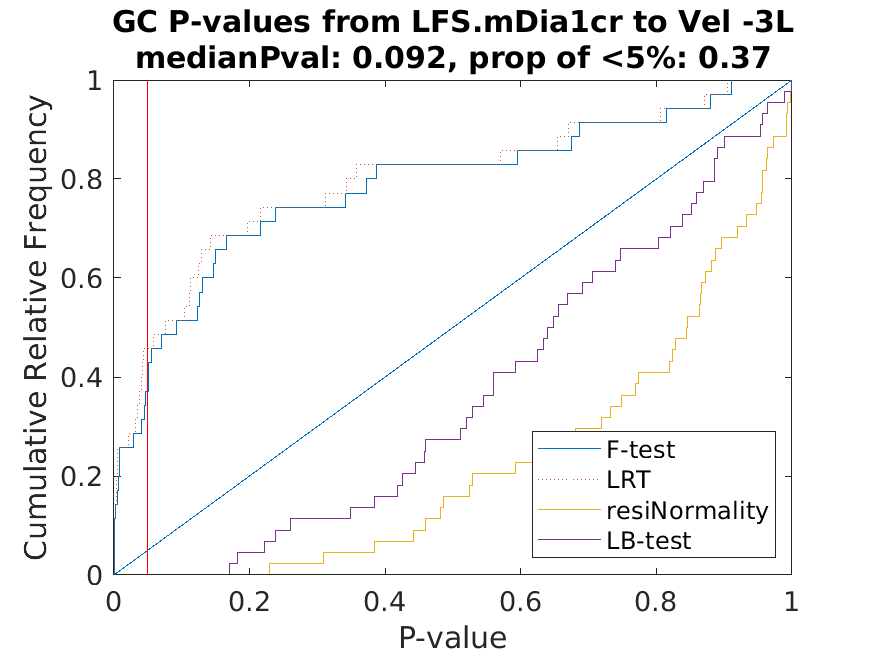 GC P-values from LFS.mDia1cr to Vel -3L
medianPval: 0.092, prop of <5%: 0.37
Cumulative Relative Frequency
1
0.8
0.6
0.4
0.2
0
F-test
LRT
resiNormality
LB-test
0 0.2 0.4 0.6 0.8 1
P-value